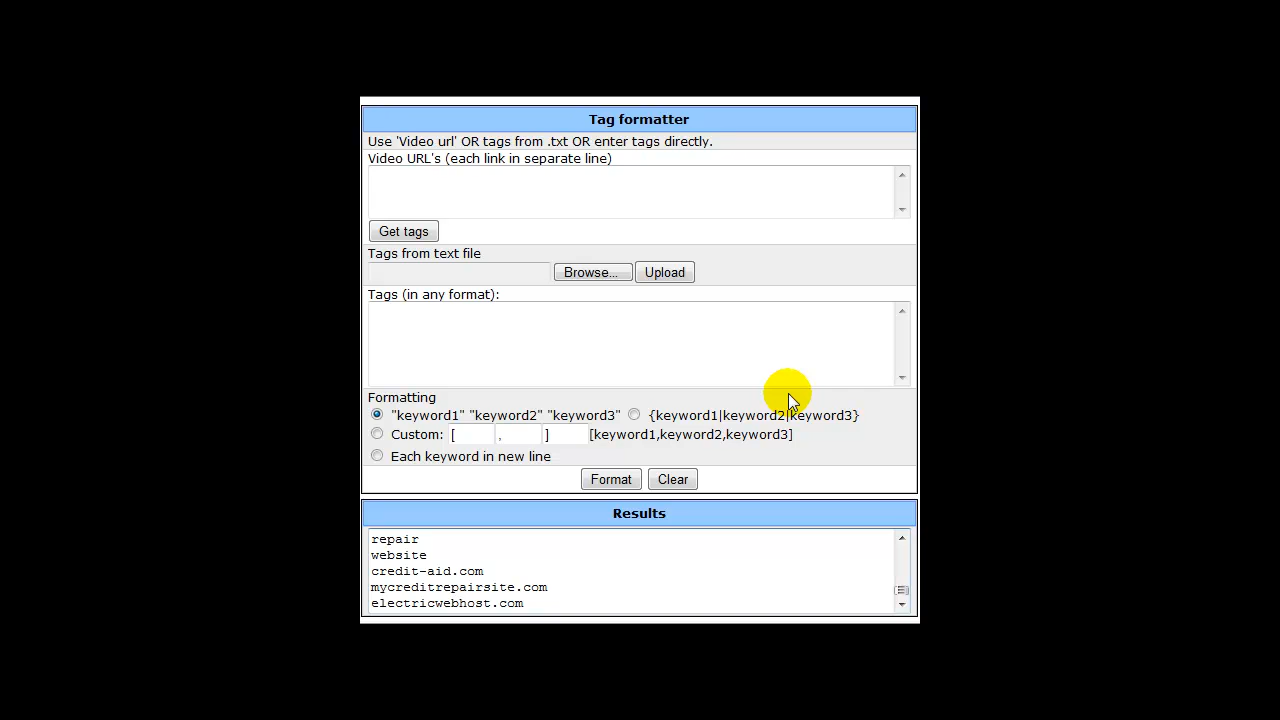 Tag formatter
Use 'Video url' OR tags from .txt OR enter tags directly.
Video URL's (each link in separate line)
Get tags
Tags from text file
Browse... Upload
Tags (in any format):
Formatting
"keyword1" "keyword2" "keyword3" {keyword1|keyword2|keyword3}
Custom: [ , ] [keyword1,keyword2,keyword3]
Each keyword in new line
Format Clear
Results
repair
website
credit-aid.com
mycreditrepairsite.com
electricwebhost.com